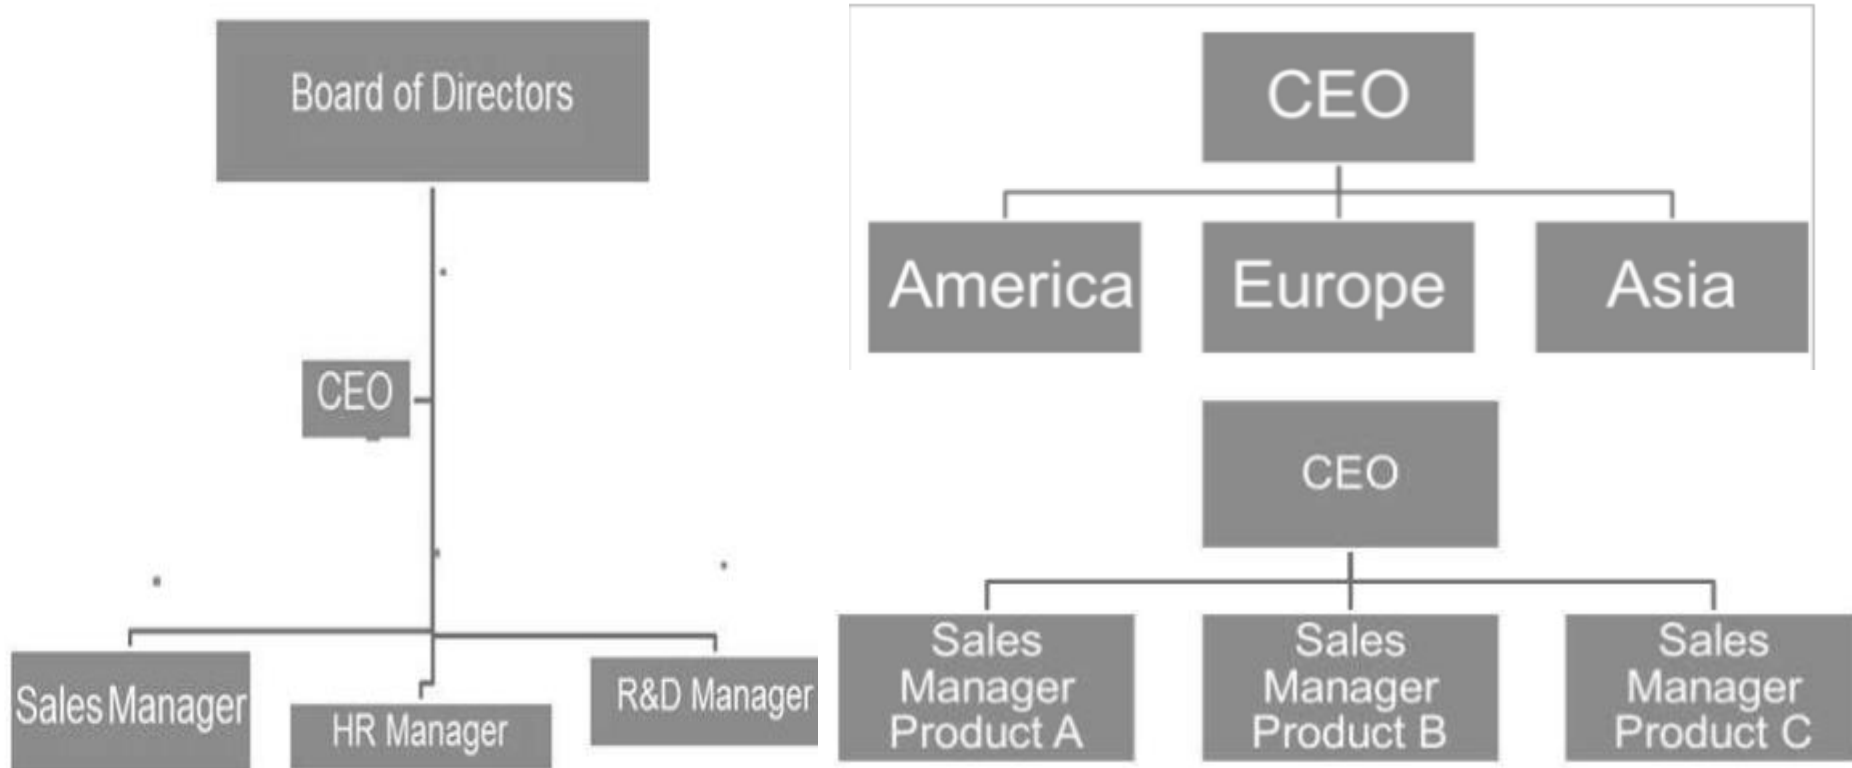 Board of Directors
CEO
Sales Manager
HR Manager
R&D Manager
CEO
America
Europe
Asia
CEO
Sales
Manager
Product A
Sales
Manager
Product B
Sales
Manager
Product C